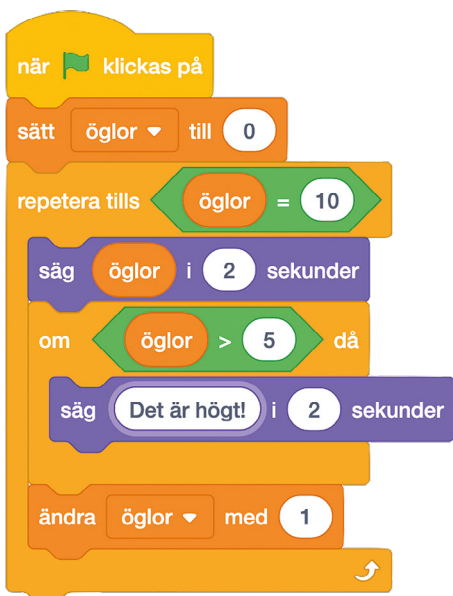 när klickas på
sätt öglor till 0
repetera tills öglor = 10
säg öglor i 2 sekunder
om öglor > 5 då
säg Det är högt! i 2 sekunder
ändra öglor med 1